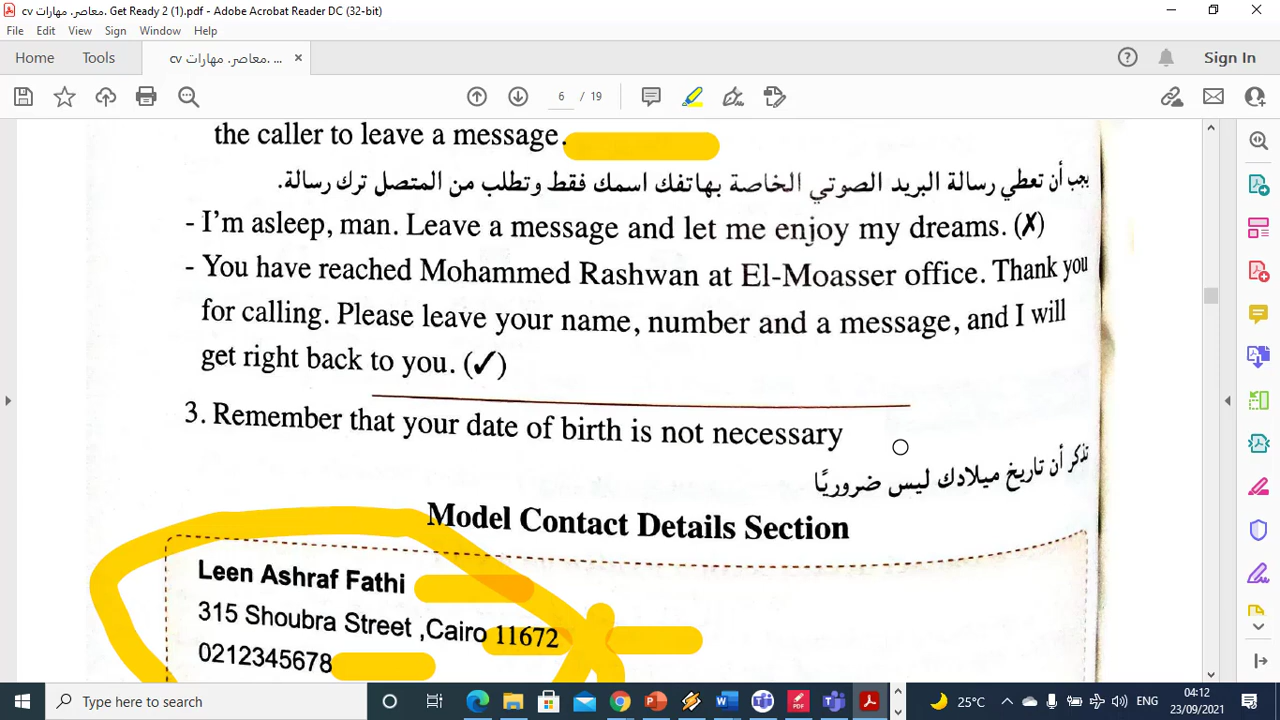 معاصر. مهارات cv. Get Ready 2 (1).pdf - Adobe Acrobat Reader DC (32-bit)
File Edit View Sign Window Help
Home Tools معاصر. مهارات cv. ... × Sign In
6 / 19
the caller to leave a message.
يجب أن تعطي رسالة البريد الصوتي الخاصة بهاتفك اسمك فقط وتطلب من المتصل ترك رسالة.
- I'm asleep, man. Leave a message and let me enjoy my dreams. (✗)
- You have reached Mohammed Rashwan at El-Moasser office. Thank you
for calling. Please leave your name, number and a message, and I will
get right back to you. (✓)
3. Remember that your date of birth is not necessary
تذكر أن تاريخ ميلادك ليس ضروريًا
Model Contact Details Section
Leen Ashraf Fathi
315 Shoubra Street ,Cairo 11672
0212345678
Type here to search
25°C ENG 04:12
23/09/2021